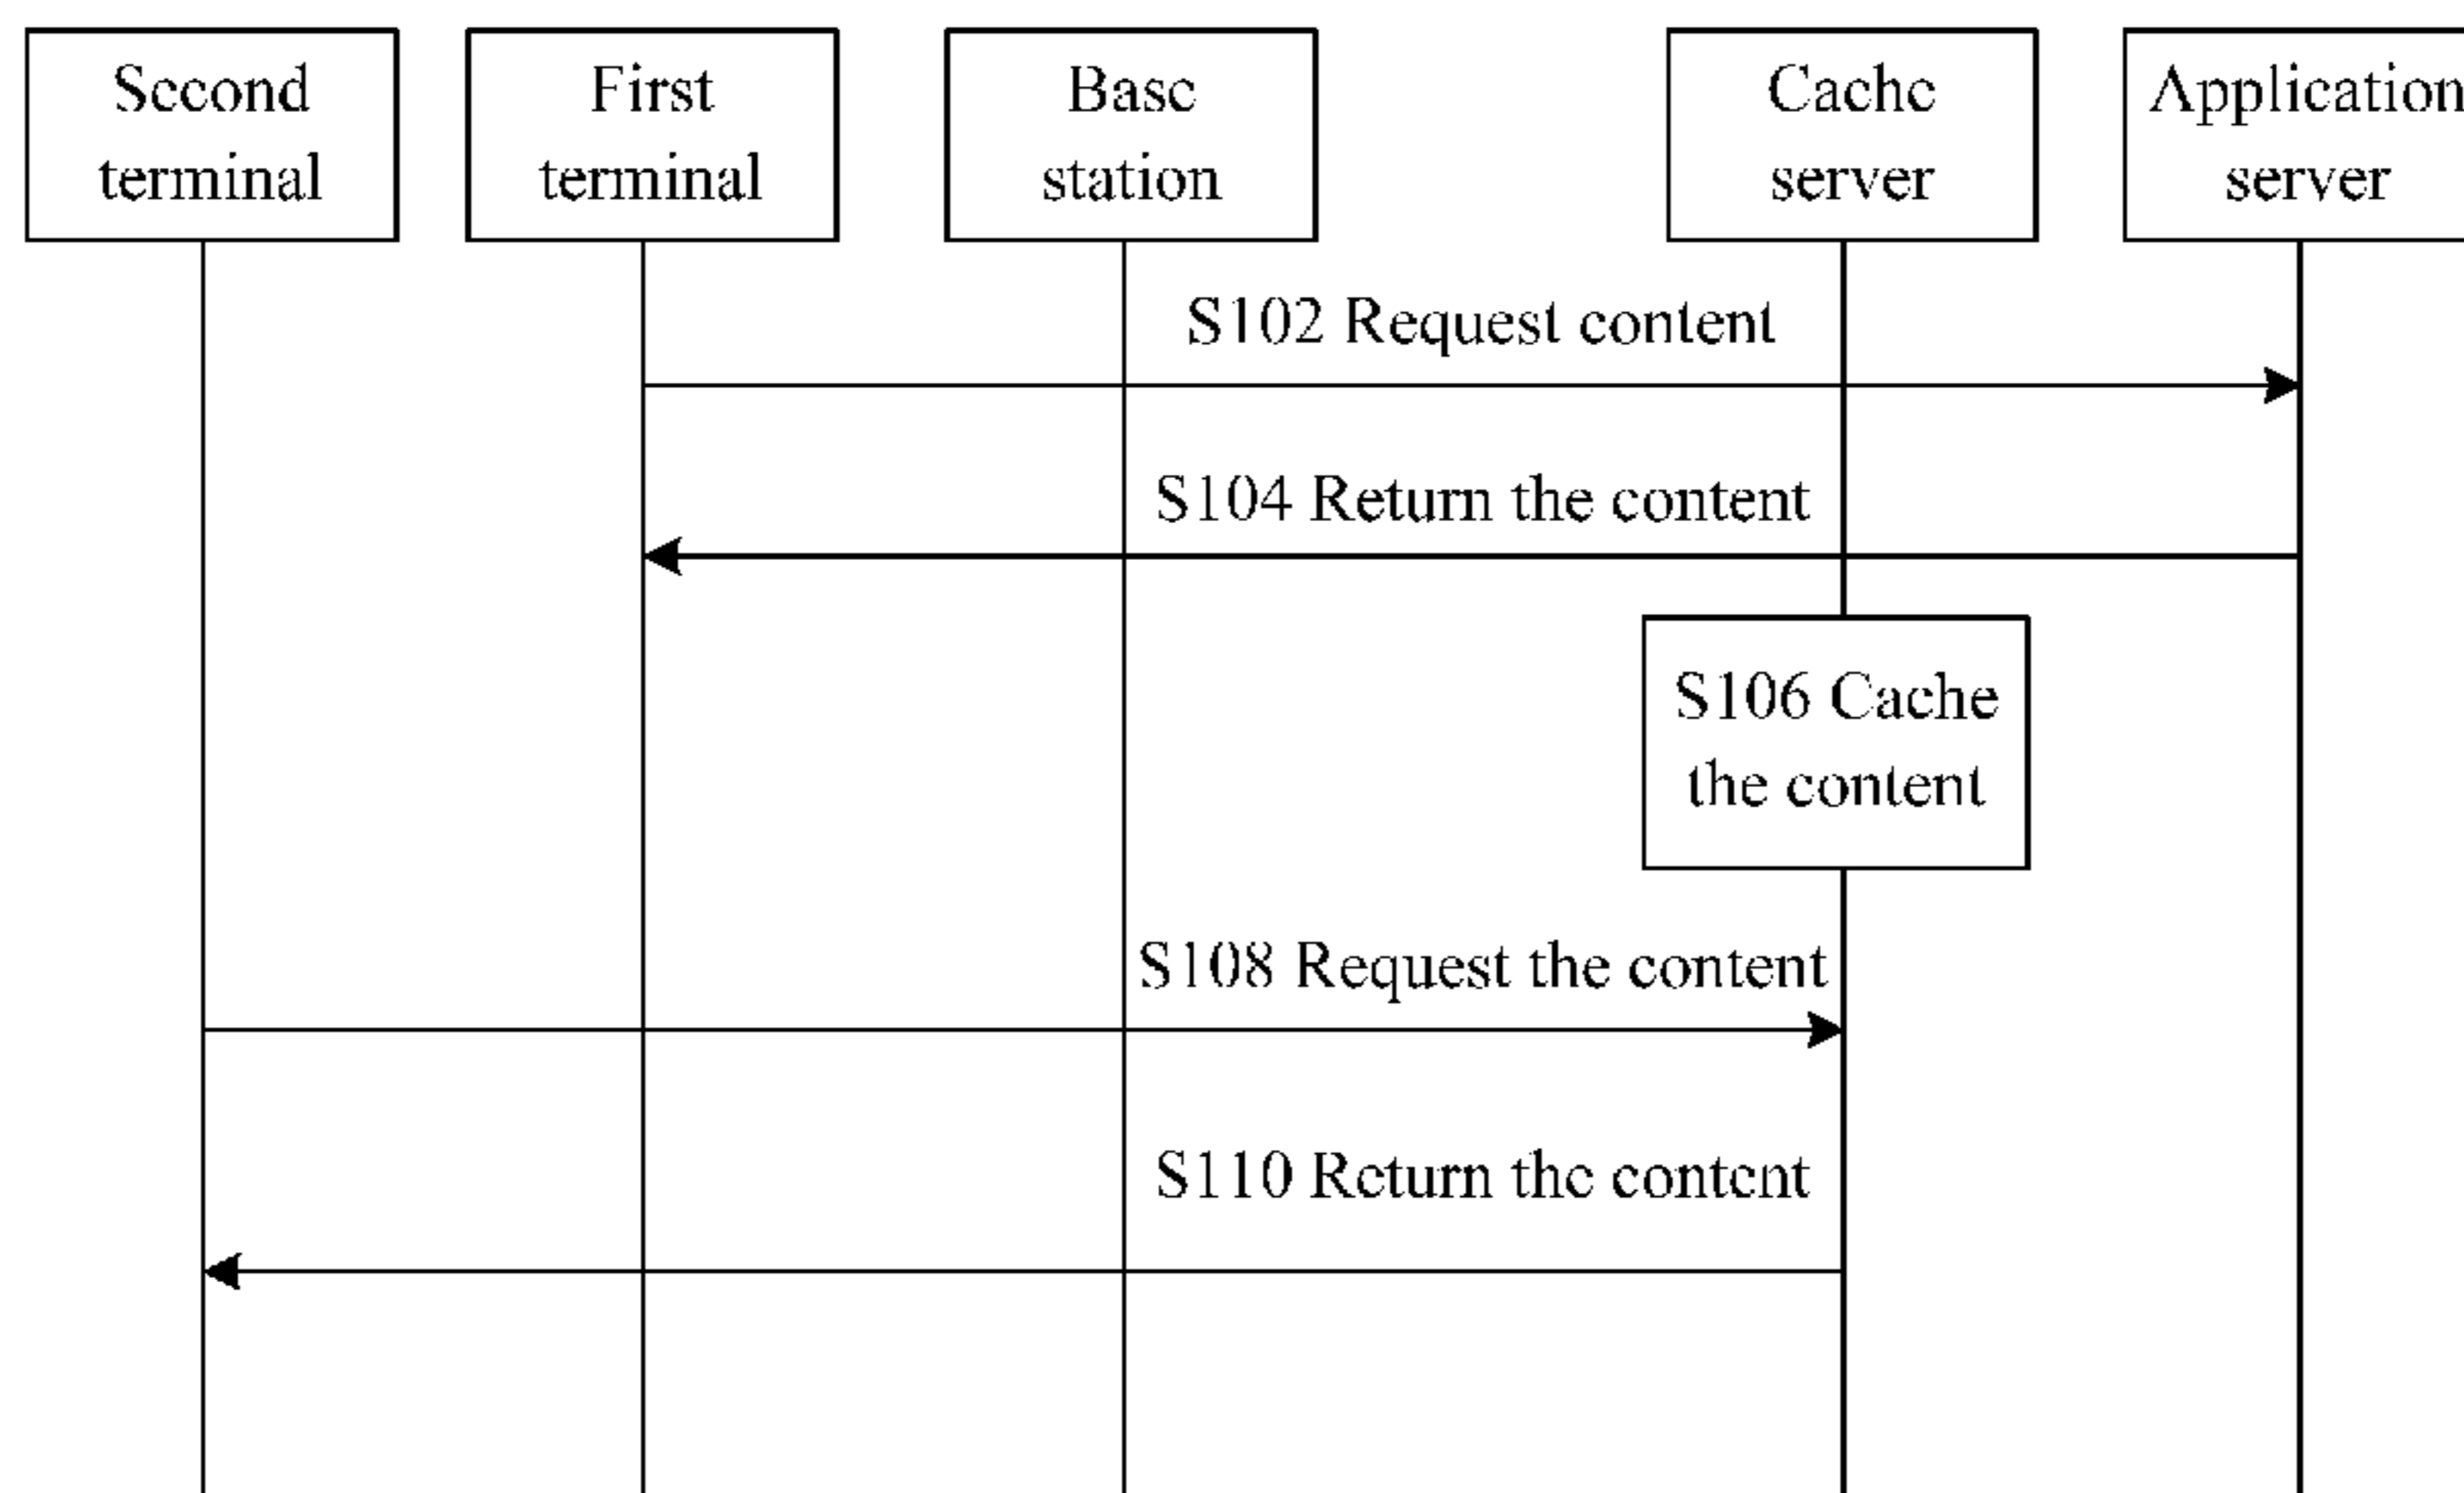 Second
terminal
First
terminal
Base
station
Cache
server
Application
server
S102 Request content
S104 Return the content
S106 Cache
the content
S108 Request the content
S110 Return the content